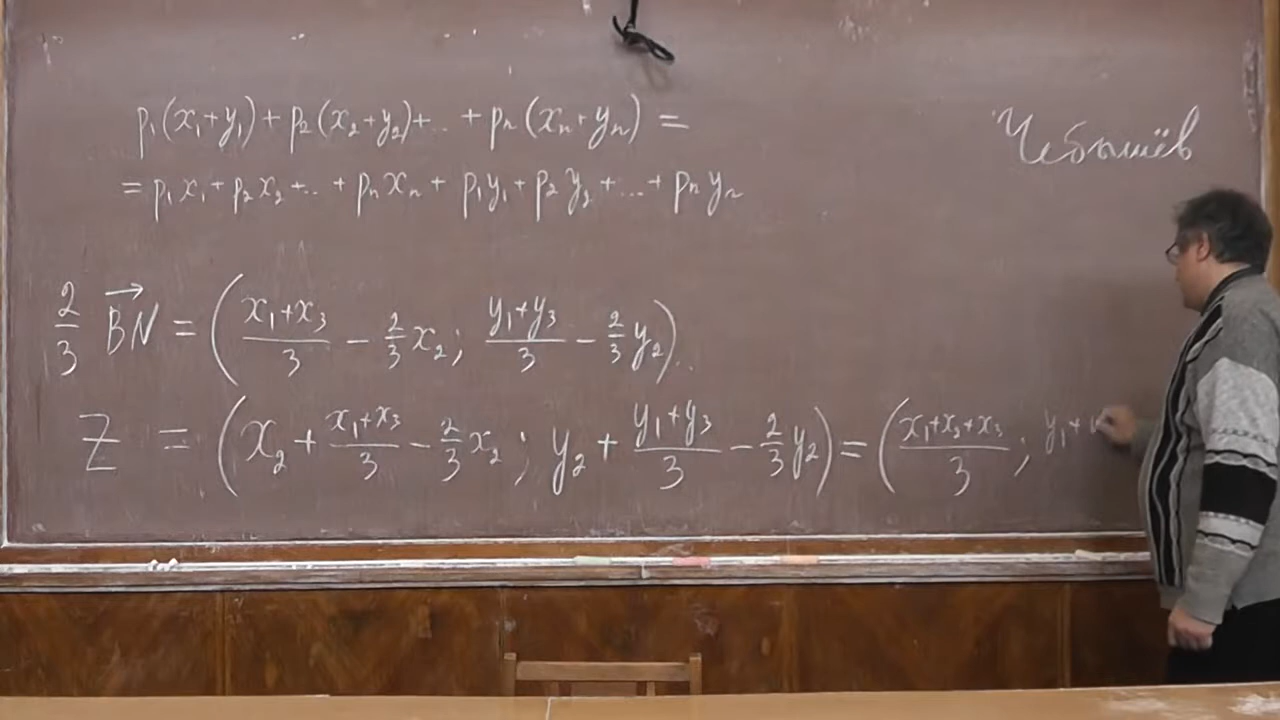 p₁(x₁+y₁)+p₂(x₂+y₂)+..+pₙ(xₙ+yₙ)=
Чебышёв
=p₁x₁+p₂x₂+..+pₙxₙ+p₁y₁+p₂y₂+...+pₙyₙ
2/3 \overrightarrow{BN} = ((x₁+x₃)/3 - 2/3 x₂; (y₁+y₃)/3 - 2/3 y₂)..
Z = (x₂+(x₁+x₃)/3 - 2/3 x₂; y₂+(y₁+y₃)/3 - 2/3 y₂)=((x₁+x₂+x₃)/3; y₁+